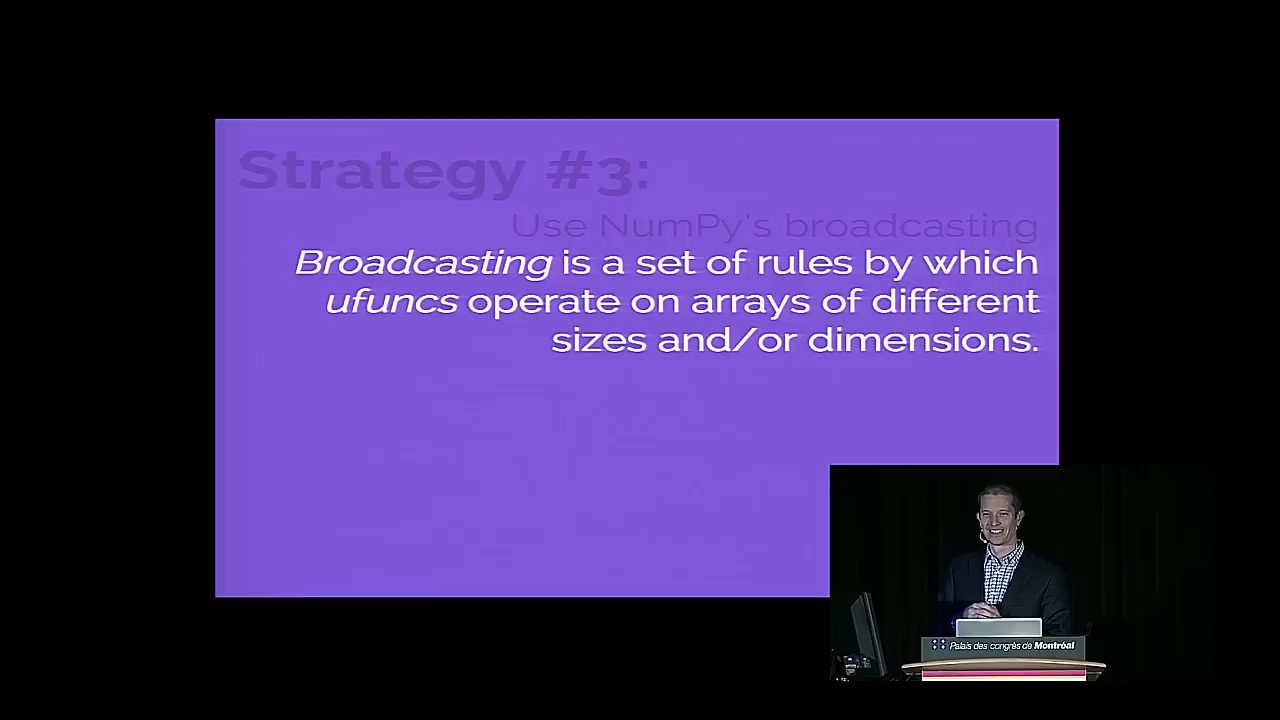 Strategy #3:
Use NumPy's broadcasting
Broadcasting is a set of rules by which
ufuncs operate on arrays of different
sizes and/or dimensions.
Palais des congrès de Montréal